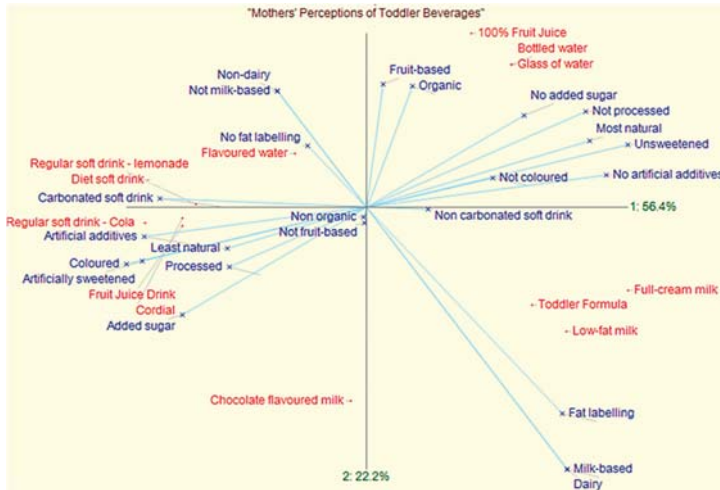 "Mothers' Perceptions of Toddler Beverages"
100% Fruit Juice
Bottled water
Glass of water
Non-dairy
Not milk-based
Fruit-based
Organic
No added sugar
Not processed
Most natural
Unsweetened
No fat labelling
Flavoured water
Regular soft drink - lemonade
Diet soft drink
Carbonated soft drink
Not coloured
No artificial additives
1: 56.4%
Regular soft drink - Cola
Artificial additives
Non organic
Not fruit-based
Non carbonated soft drink
Least natural
Coloured
Processed
Artificially sweetened
Fruit Juice Drink
Cordial
Added sugar
Full-cream milk
Toddler Formula
Low-fat milk
Chocolate flavoured milk
Fat labelling
2: 22.2%
Milk-based
Dairy